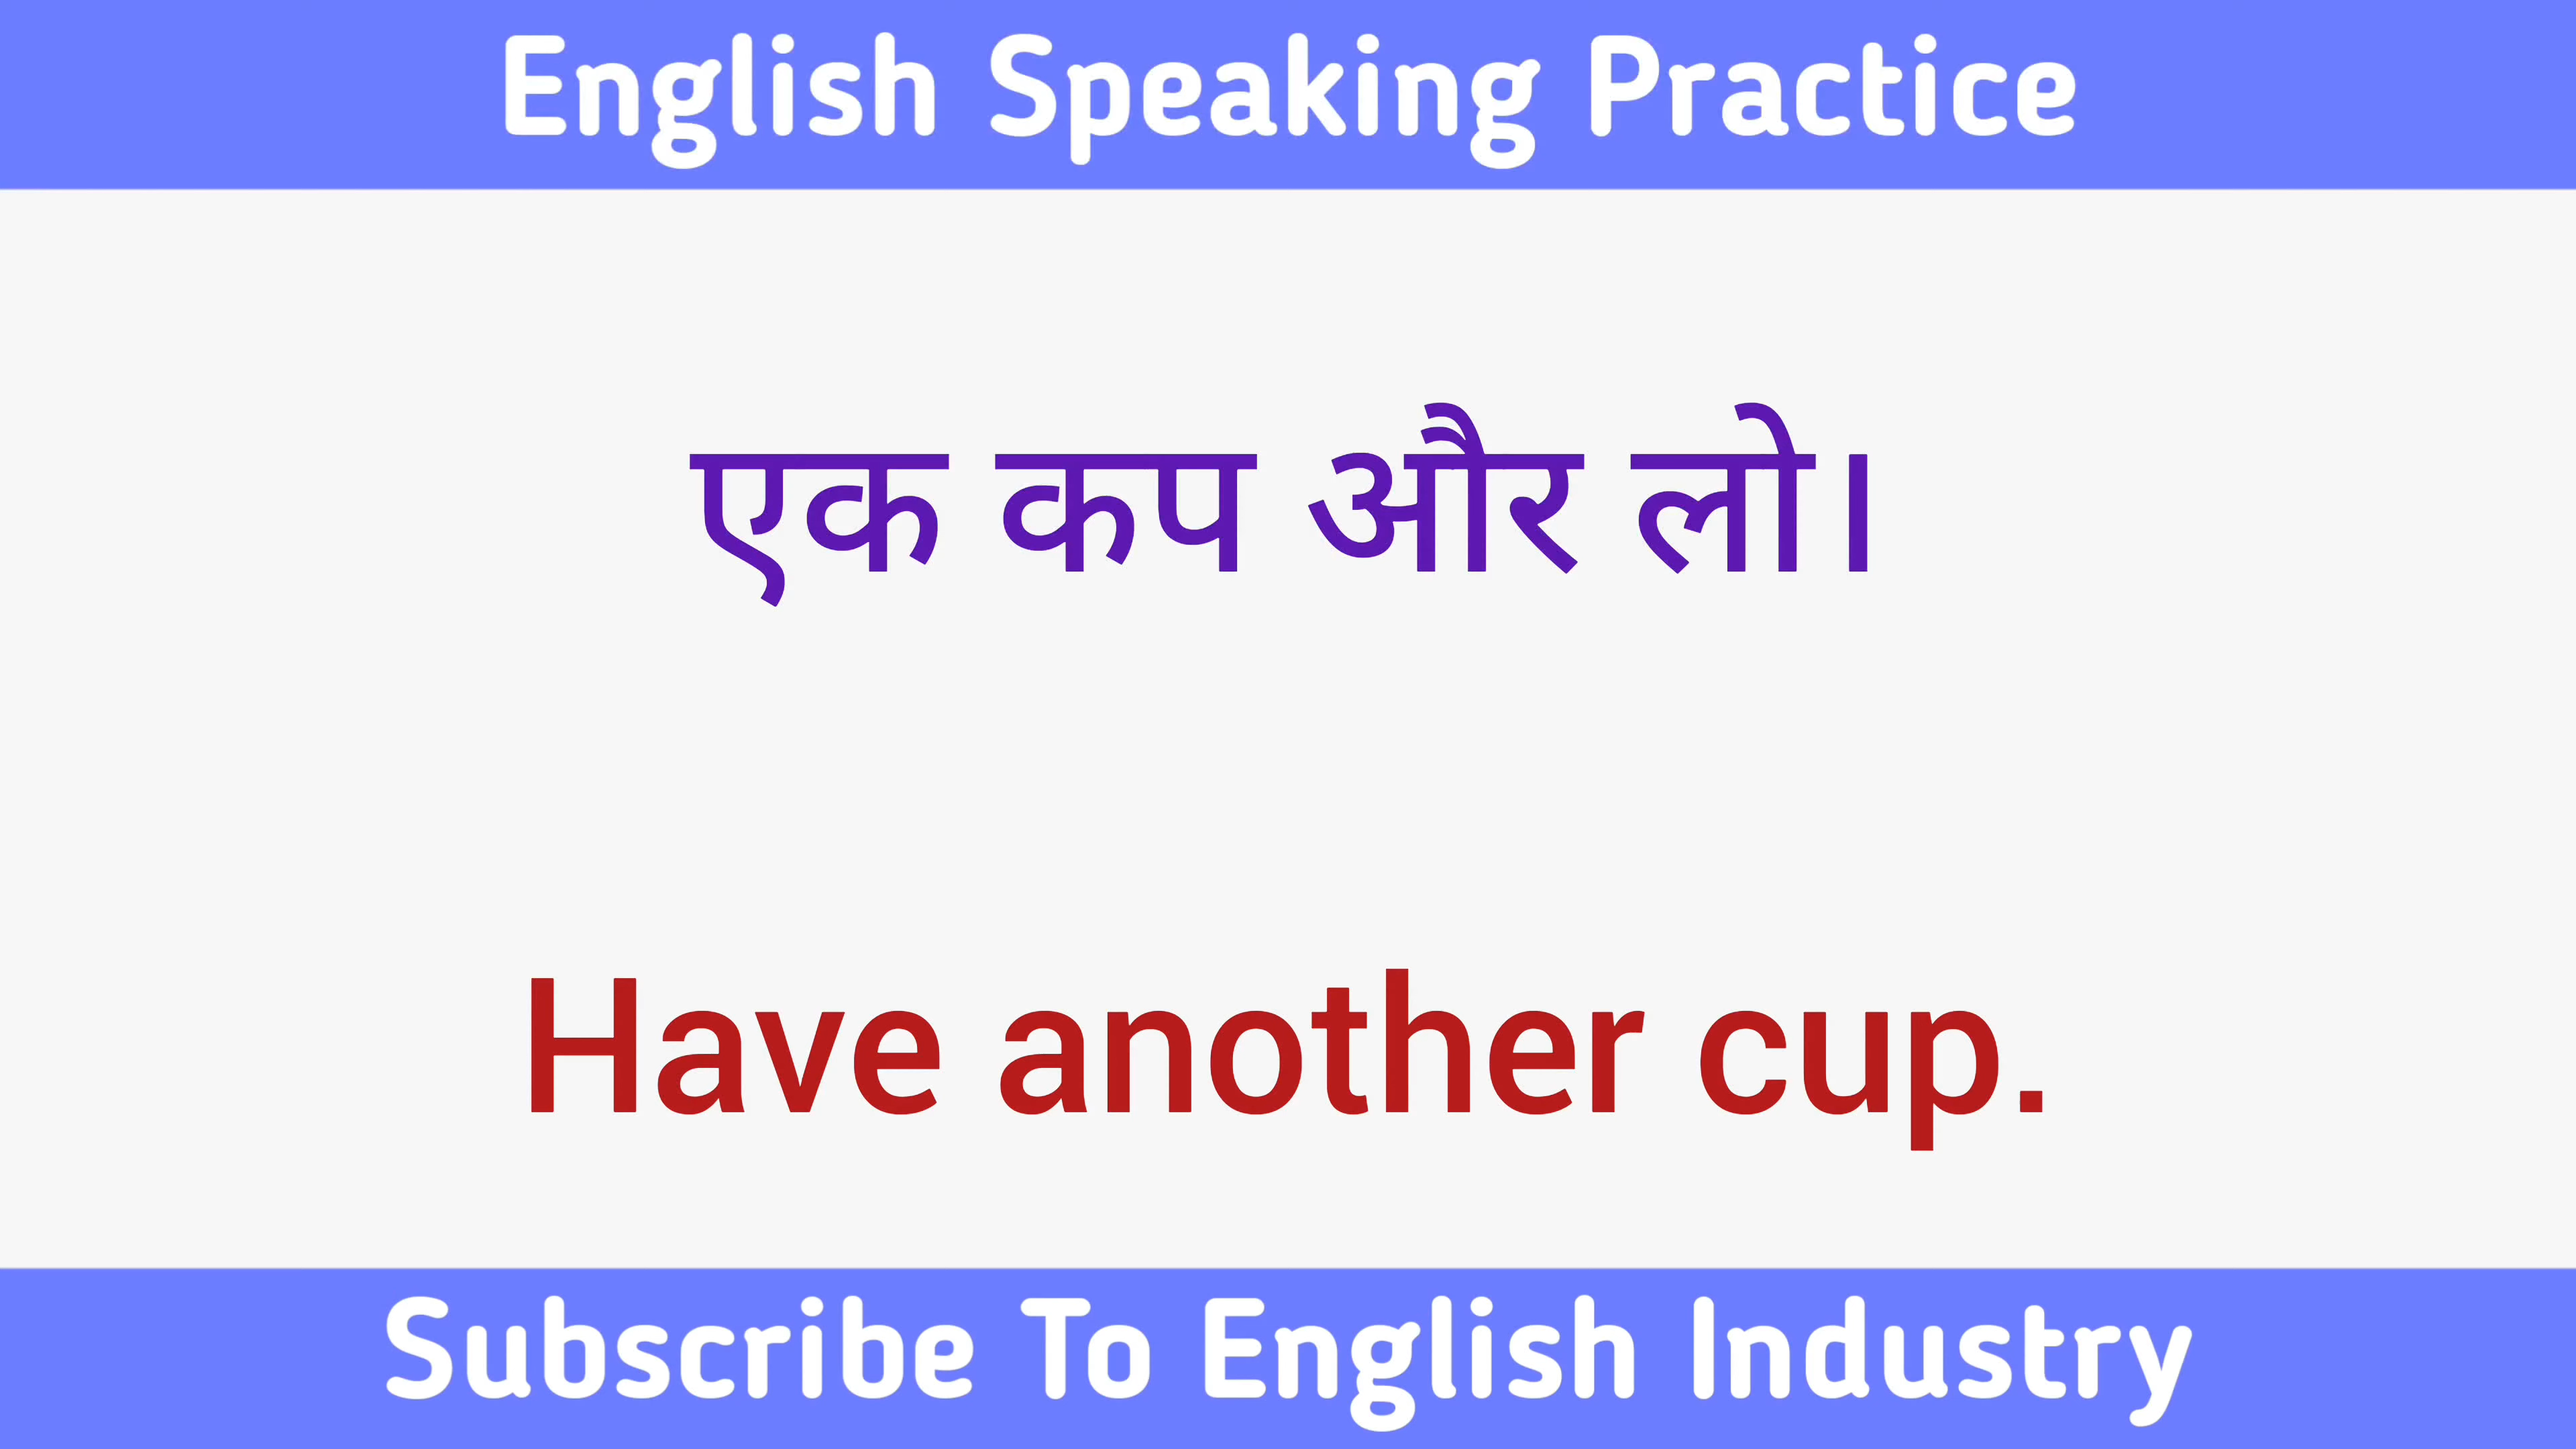 English Speaking Practice
एक कप और लो।
Have another cup.
Subscribe To English Industry